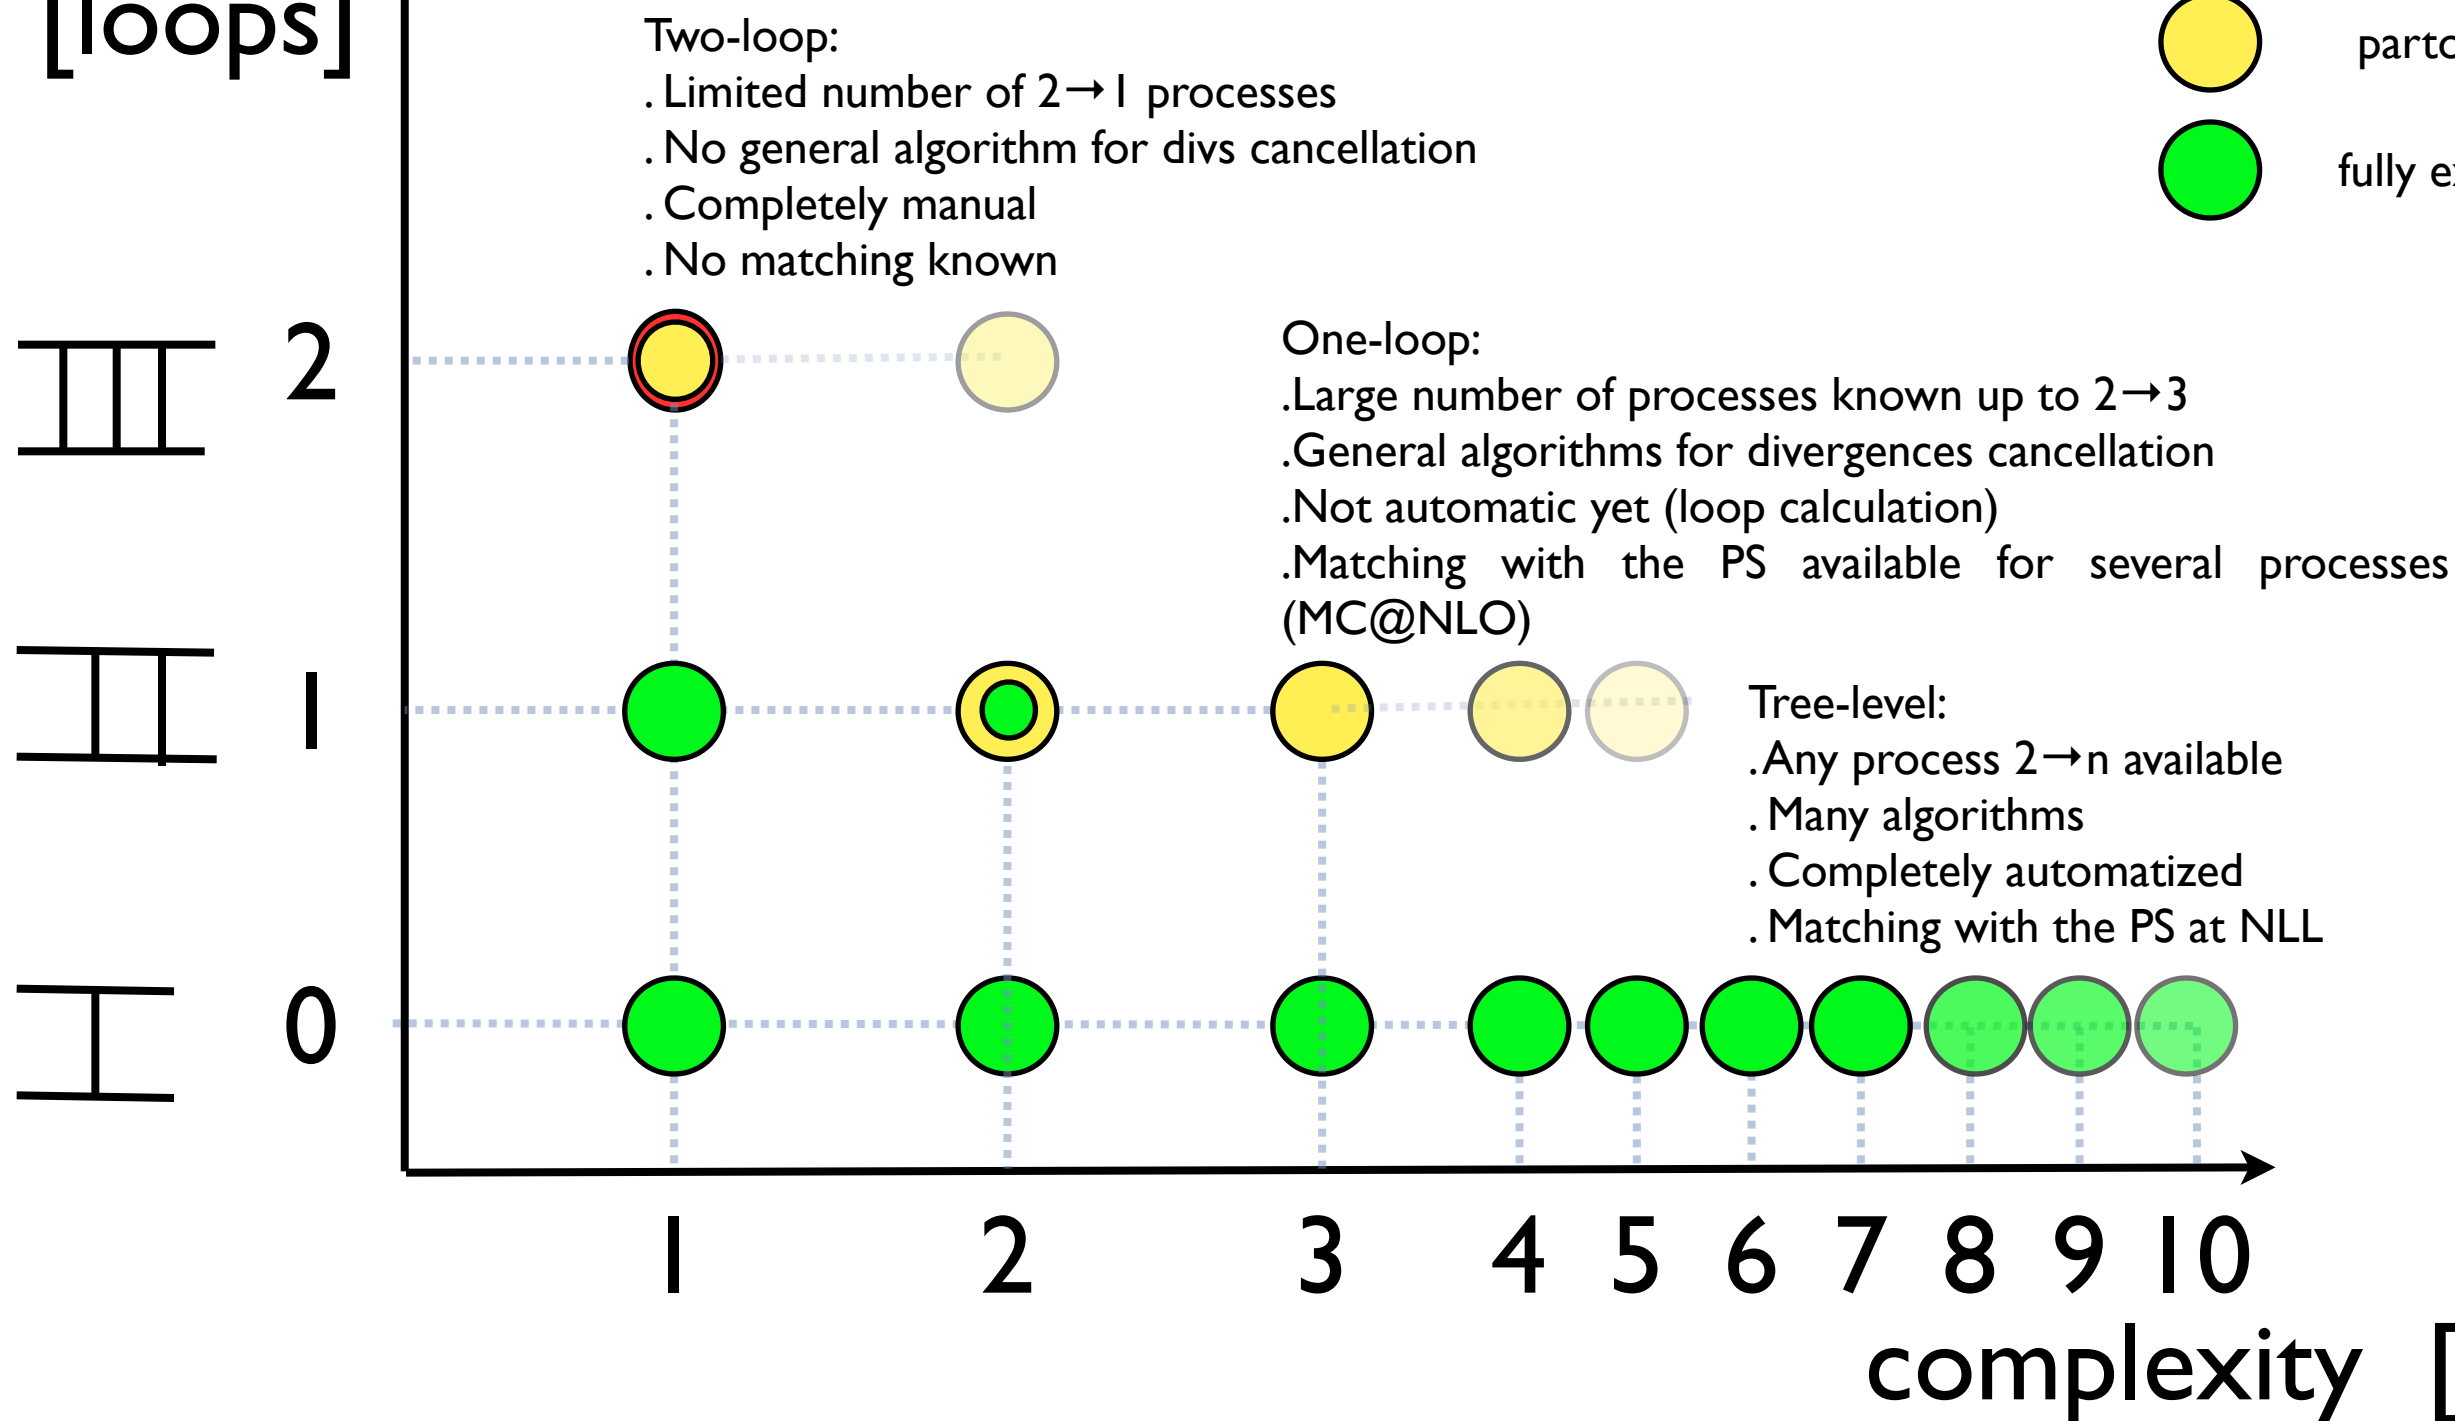 [loops]
Two-loop:
. Limited number of 2→1 processes
. No general algorithm for divs cancellation
. Completely manual
. No matching known
fully
2
One-loop:
.Large number of processes known up to 2→3
.General algorithms for divergences cancellation
.Not automatic yet (loop calculation)
.Matching with the PS available for several processes
(MC@NLO)
1
Tree-level:
.Any process 2→n available
. Many algorithms
. Completely automatized
. Matching with the PS at NLL
0
1 2 3 4 5 6 7 8 9 10
complexity [